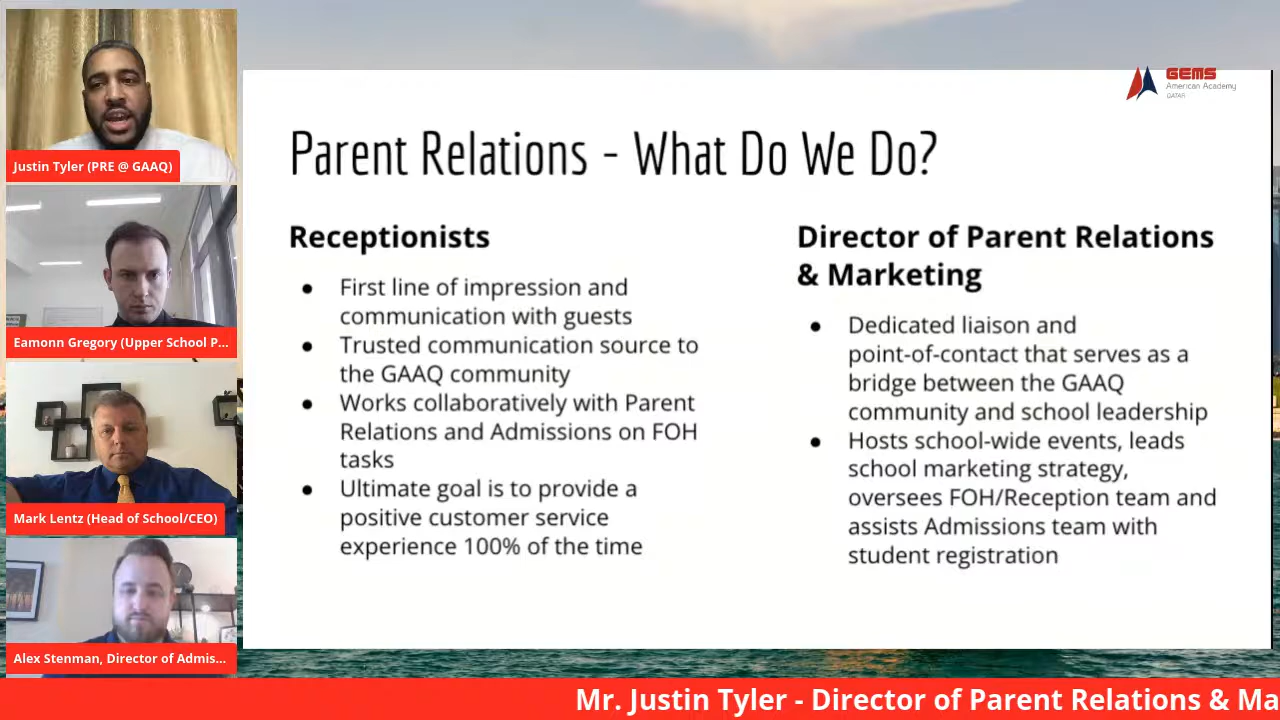 GEMS
American Academy
QATAR
Parent Relations - What Do We Do?
Receptionists
● First line of impression and
communication with guests
● Trusted communication source to
the GAAQ community
● Works collaboratively with Parent
Relations and Admissions on FOH
tasks
● Ultimate goal is to provide a
positive customer service
experience 100% of the time
Director of Parent Relations
& Marketing
● Dedicated liaison and
point-of-contact that serves as a
bridge between the GAAQ
community and school leadership
● Hosts school-wide events, leads
school marketing strategy,
oversees FOH/Reception team and
assists Admissions team with
student registration
Justin Tyler (PRE @ GAAQ)
Eamonn Gregory (Upper School P...
Mark Lentz (Head of School/CEO)
Alex Stenman, Director of Admis...
Mr. Justin Tyler - Director of Parent Relations & Ma